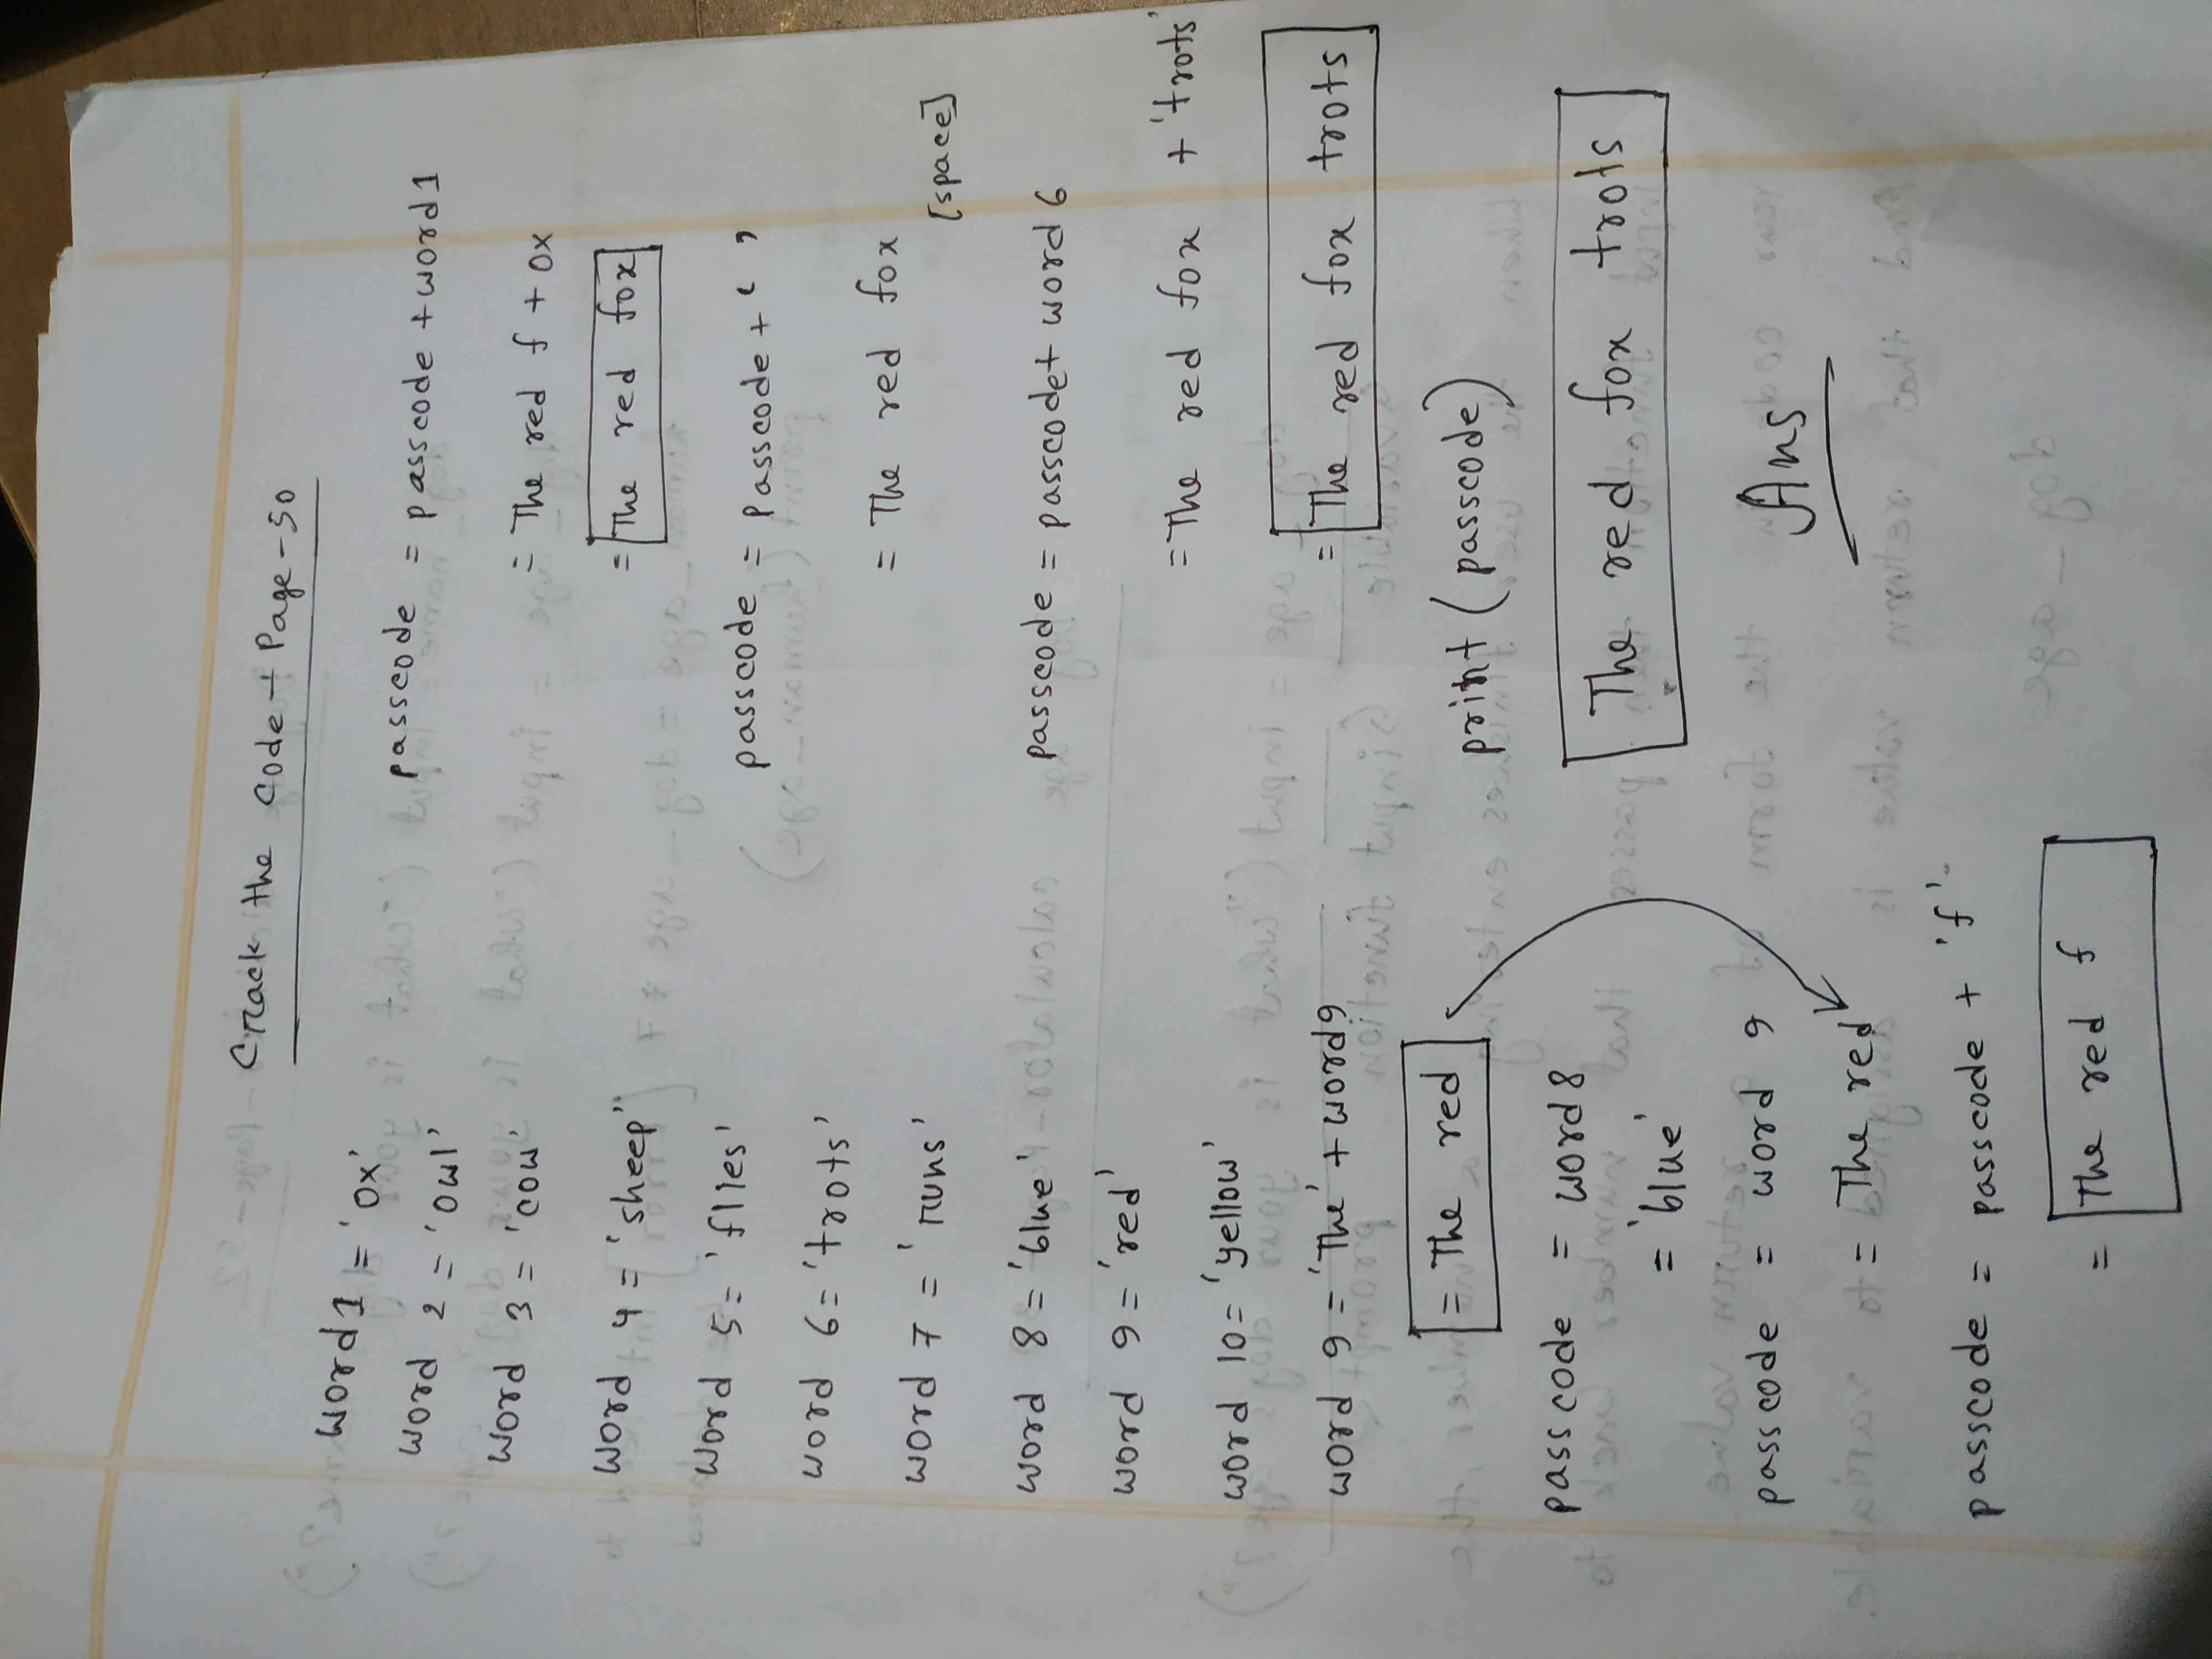 Crack the code - Page-50
word1 = 'ox'
word 2 = 'owl'
word 3 = 'cow'
word 4 = 'sheep"
word 5 = 'flies'
word 6 = 'trots'
word 7 = 'runs'
word 8 = 'blue'
word 9 = 'red'
word 10 = 'yellow'
word 9 = 'The' + word9
= The red
passcode = word8
= 'blue'
passcode = word 9
= The red
passcode = passcode + 'f'
= The red f
passcode = passcode + word1
= The red f + ox
= The red fox
passcode = Passcode + ' '
= The red fox
[space]
passcode = passcode + word 6
= The red fox + 'trots'
= The red fox trots
print (passcode)
The red fox trots
Ans